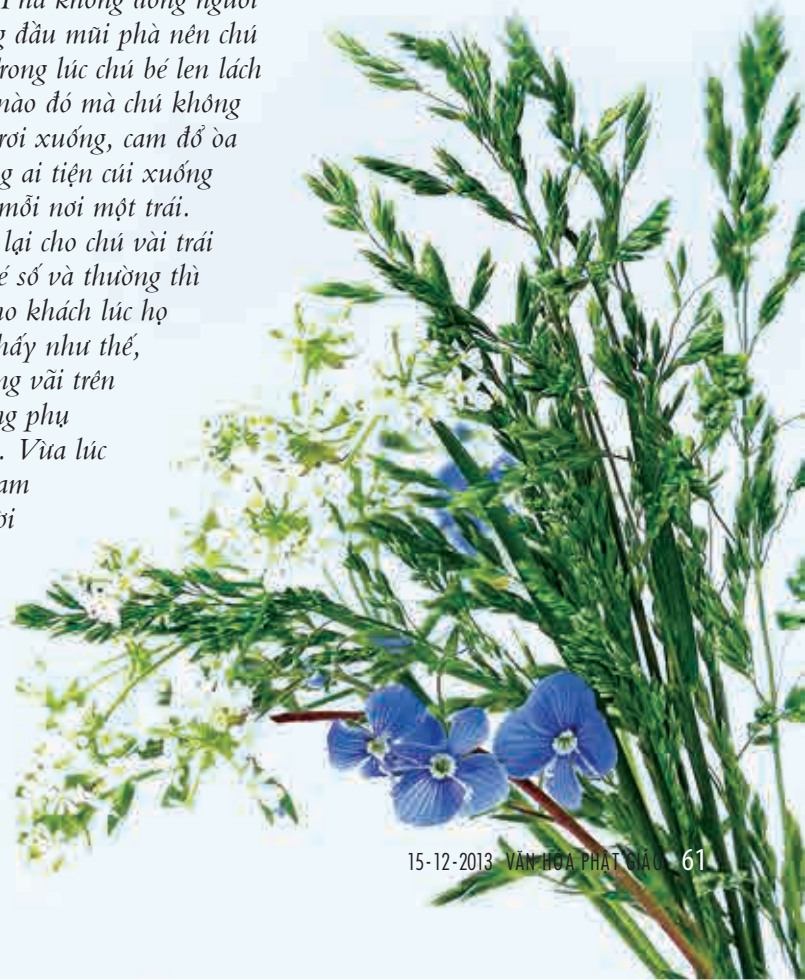 Phà không đông người
g đầu mũi phà nên chú
Trong lúc chú bé len lách
nào đó mà chú không
rơi xuống, cam đổ òa
g ai tiện cúi xuống
mỗi nơi một trái.
lại cho chú vài trái
é số và thường thì
ho khách lúc họ
hấy như thế,
ng vãi trên
ng phụ
. Vừa lúc
am
ời
15-12-2013 VĂN HÓA PHẬT GIÁO 61